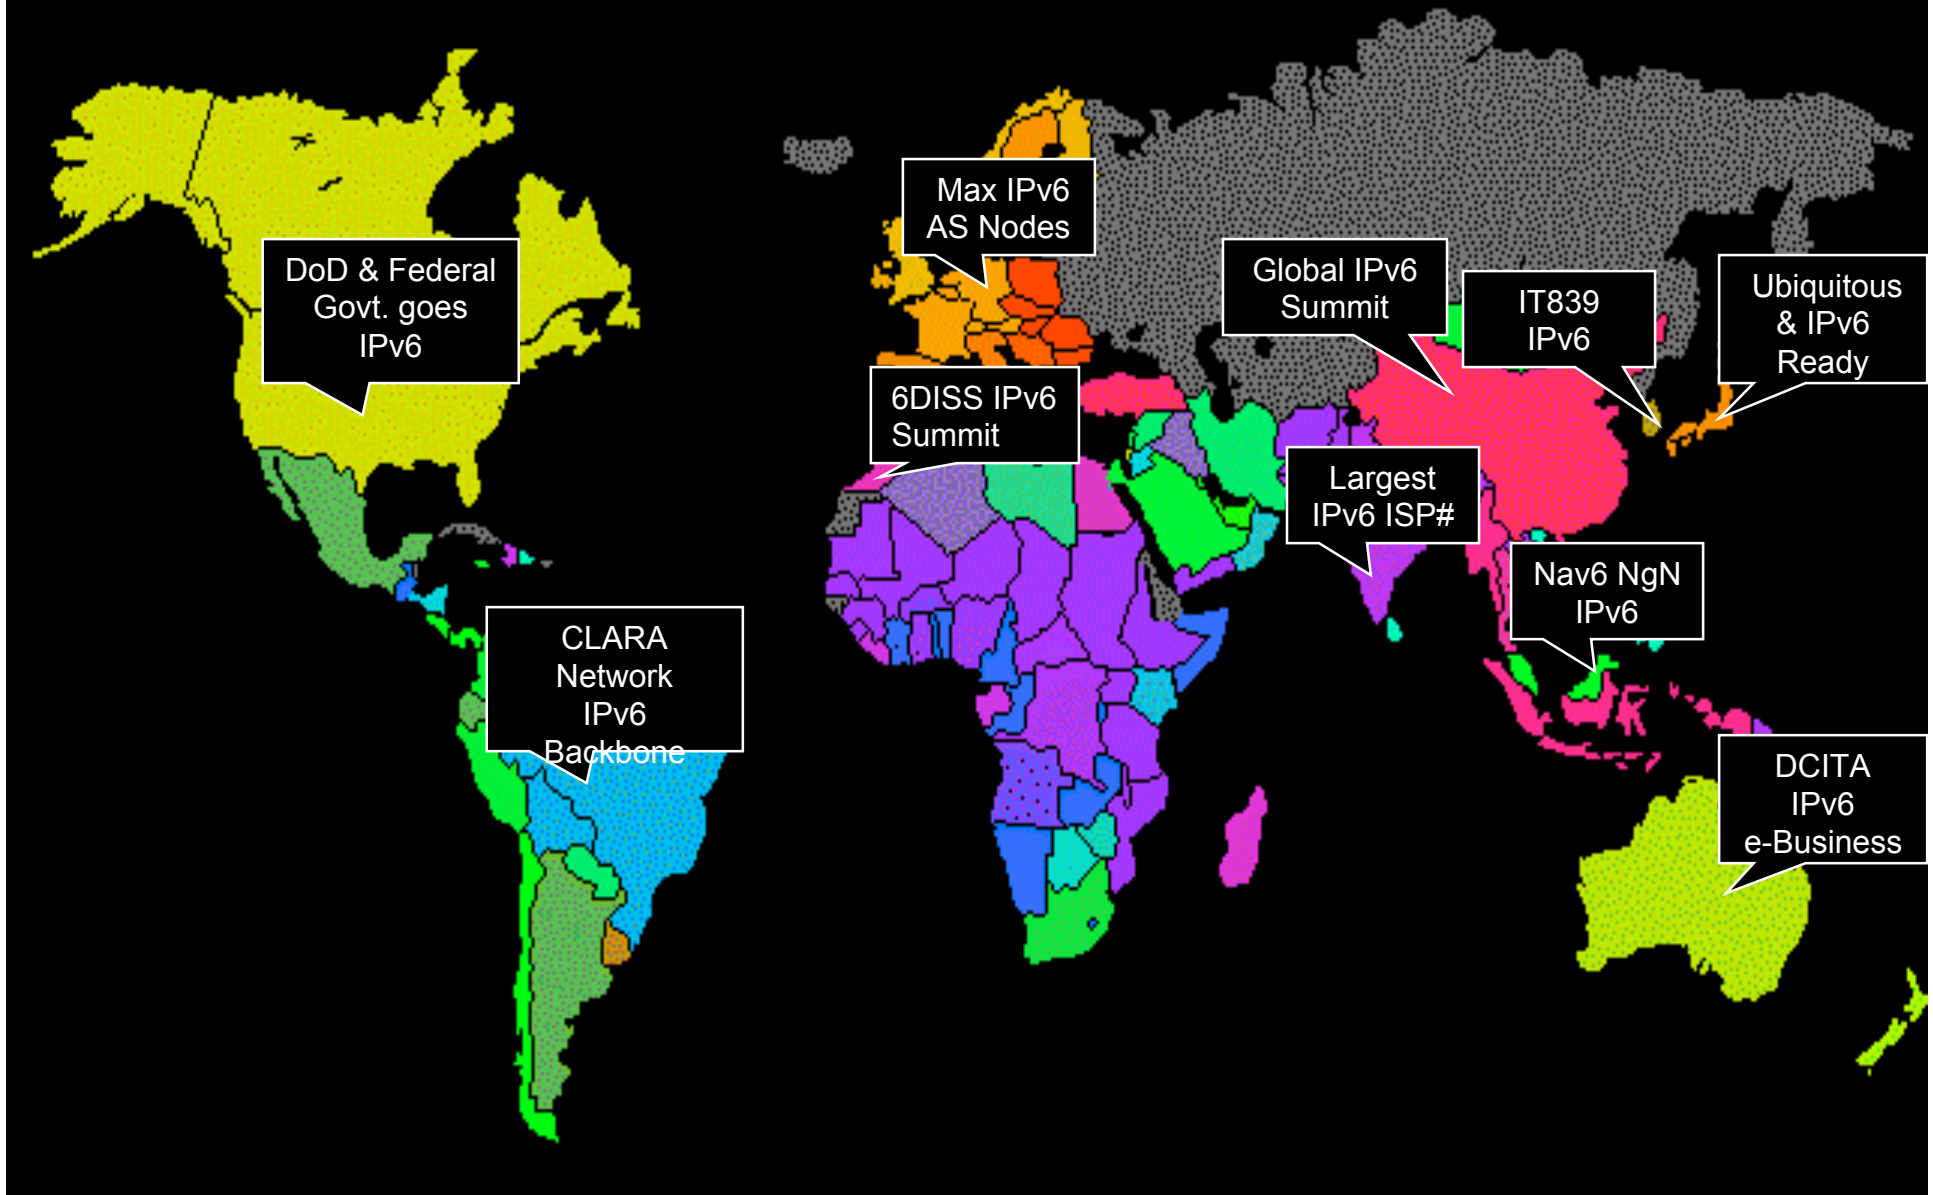 Max IPv6
AS Nodes
DoD & Federal
Govt. goes
IPv6
Global IPv6
Summit
IT839
IPv6
Ubiquitous
& IPv6
Ready
6DISS IPv6
Summit
Largest
IPv6 ISP#
Nav6 NgN
IPv6
CLARA
Network
IPv6
Backbone
DCITA
IPv6
e-Business